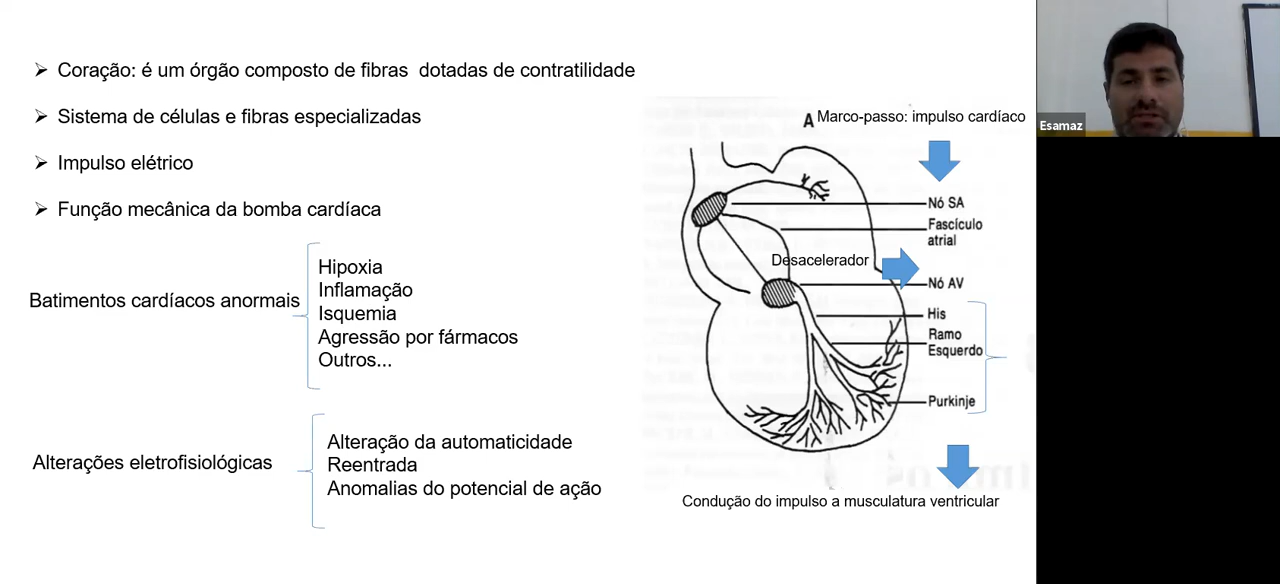 Coração: é um órgão composto de fibras dotadas de contratilidade
Sistema de células e fibras especializadas
Impulso elétrico
Função mecânica da bomba cardíaca
Batimentos cardíacos anormais
Hipoxia
Inflamação
Isquemia
Agressão por fármacos
Outros...
Alterações eletrofisiológicas
Alteração da automaticidade
Reentrada
Anomalias do potencial de ação
A Marco-passo: impulso cardíaco
Nó SA
Fascículo
atrial
Desacelerador
Nó AV
His
Ramo
Esquerdo
Purkinje
Condução do impulso a musculatura ventricular
Esamaz